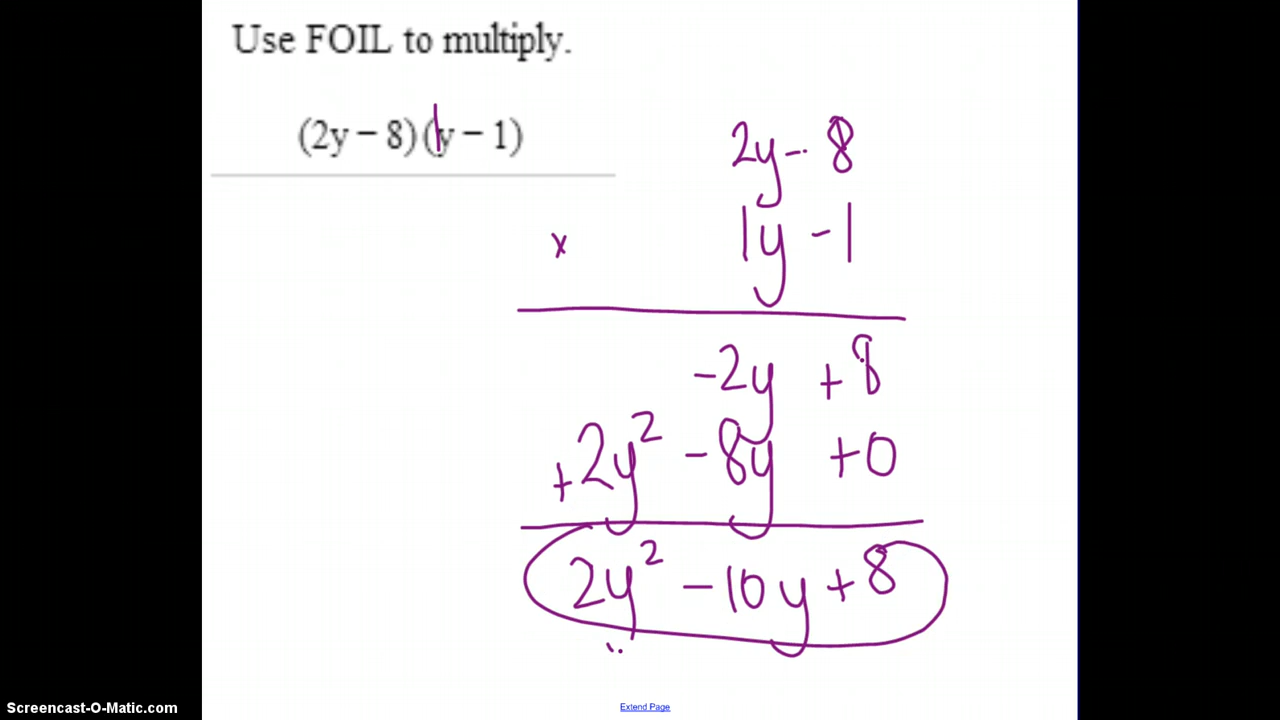 Use FOIL to multiply.
(2y − 8)(1y − 1)
2y - 8
x 1y - 1
-2y + 8
+2y² - 8y + 0
2y² - 10y + 8
Extend Page
Screencast-O-Matic.com